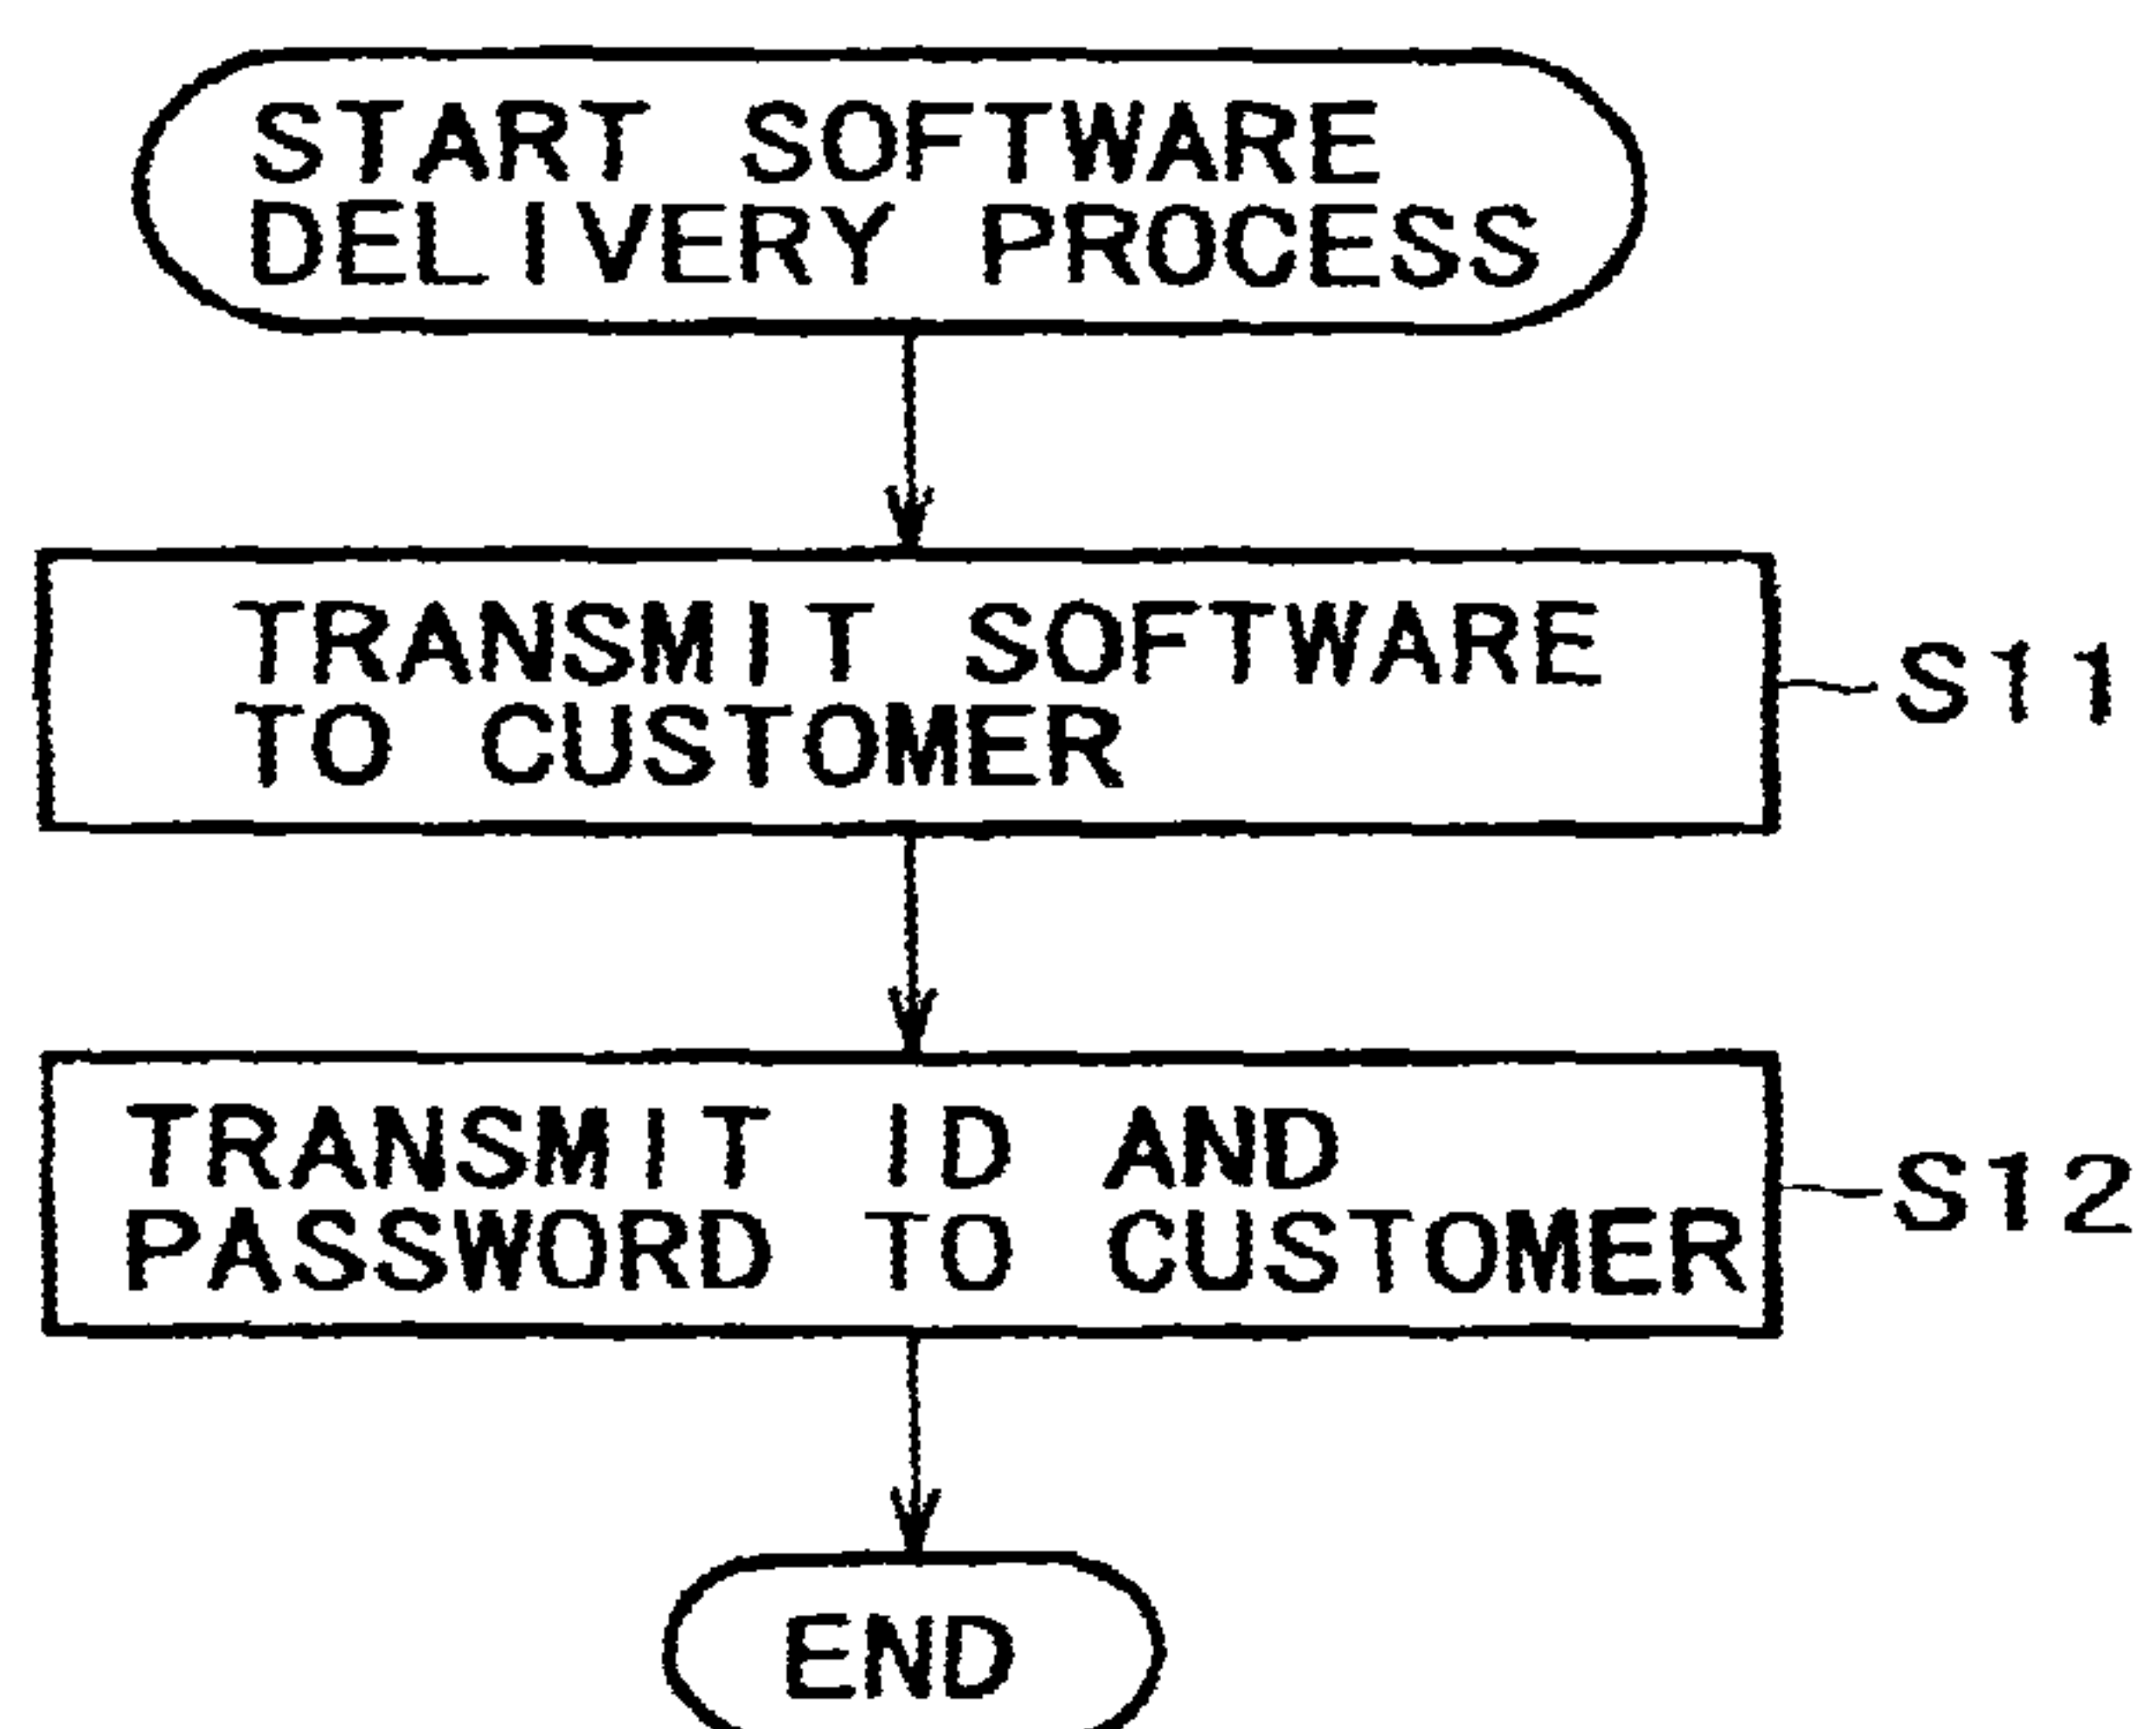 START SOFTWARE
DELIVERY PROCESS
TRANSMIT SOFTWARE
TO CUSTOMER
S11
TRANSMIT ID AND
PASSWORD TO CUSTOMER
S12
END